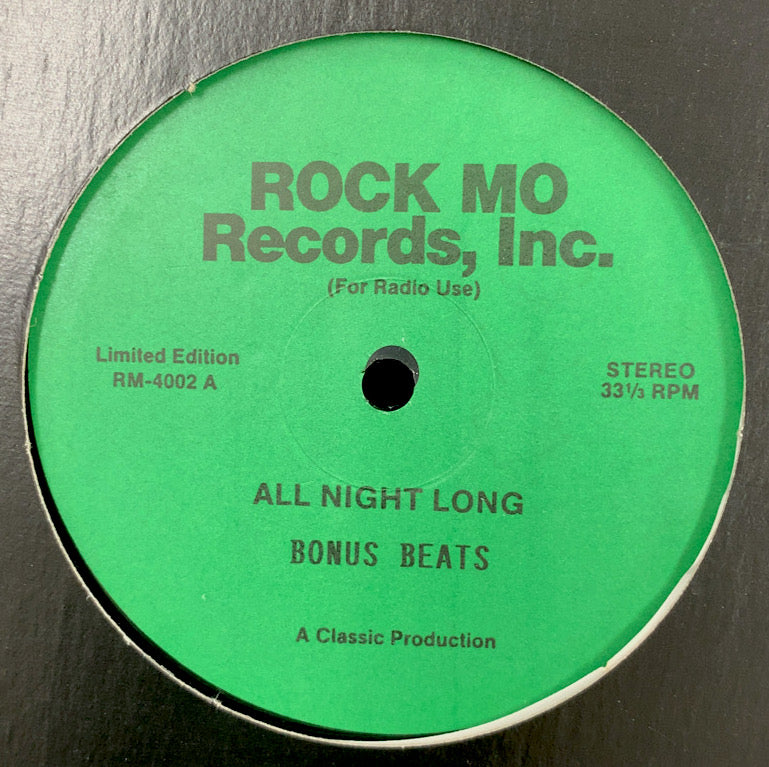 ROCK MO
Records, Inc.
(For Radio Use)
Limited Edition
RM-4002 A
STEREO
33⅓ RPM
ALL NIGHT LONG
BONUS BEATS
A Classic Production